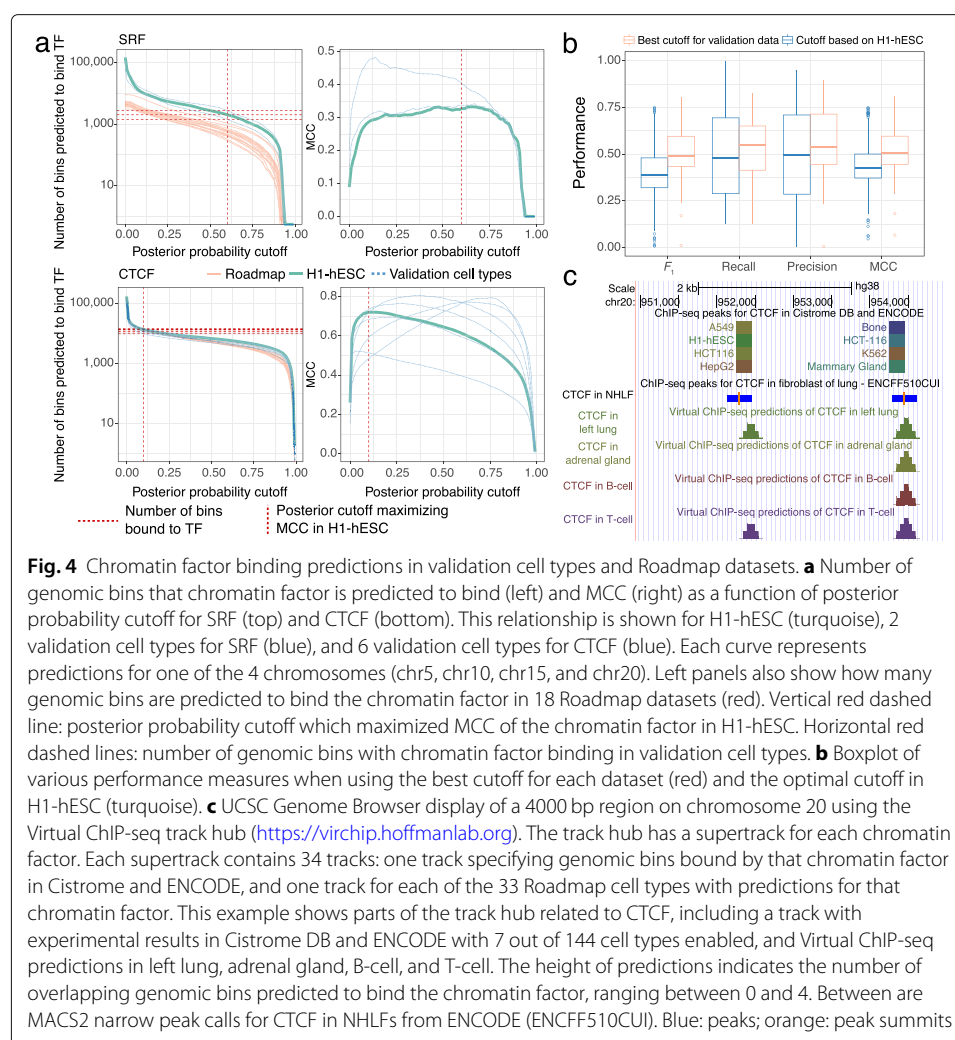 a
SRF
Number of bins predicted to bind TF
100,000
1,000
10
0.00 0.25 0.50 0.75 1.00
Posterior probability cutoff
MCC
0.5
0.4
0.3
0.2
0.1
0.0
0.00 0.25 0.50 0.75 1.00
Posterior probability cutoff
CTCF
Roadmap H1-hESC Validation cell types
Number of bins predicted to bind TF
100,000
1,000
10
0.00 0.25 0.50 0.75 1.00
Posterior probability cutoff
MCC
0.8
0.6
0.4
0.2
0.0
0.00 0.25 0.50 0.75 1.00
Posterior probability cutoff
Number of bins
bound to TF
Posterior cutoff maximizing
MCC in H1-hESC
b
Best cutoff for validation data Cutoff based on H1-hESC
Performance
1.00
0.75
0.50
0.25
0.00
F1 Recall Precision MCC
c
Scale 2 kb hg38
chr20: 951,000 952,000 953,000 954,000
ChIP-seq peaks for CTCF in Cistrome DB and ENCODE
A549 Bone
H1-hESC HCT-116
HCT116 K562
HepG2 Mammary Gland
ChIP-seq peaks for CTCF in fibroblast of lung - ENCFF510CUI
CTCF in NHLF
Virtual ChIP-seq predictions of CTCF in left lung
CTCF in
left lung
Virtual ChIP-seq predictions of CTCF in adrenal gland
CTCF in
adrenal gland
Virtual ChIP-seq predictions of CTCF in B-cell
CTCF in B-cell
Virtual ChIP-seq predictions of CTCF in T-cell
CTCF in T-cell
Fig. 4 Chromatin factor binding predictions in validation cell types and Roadmap datasets. a Number of
genomic bins that chromatin factor is predicted to bind (left) and MCC (right) as a function of posterior
probability cutoff for SRF (top) and CTCF (bottom). This relationship is shown for H1-hESC (turquoise), 2
validation cell types for SRF (blue), and 6 validation cell types for CTCF (blue). Each curve represents
predictions for one of the 4 chromosomes (chr5, chr10, chr15, and chr20). Left panels also show how many
genomic bins are predicted to bind the chromatin factor in 18 Roadmap datasets (red). Vertical red dashed
line: posterior probability cutoff which maximized MCC of the chromatin factor in H1-hESC. Horizontal red
dashed lines: number of genomic bins with chromatin factor binding in validation cell types. b Boxplot of
various performance measures when using the best cutoff for each dataset (red) and the optimal cutoff in
H1-hESC (turquoise). c UCSC Genome Browser display of a 4000 bp region on chromosome 20 using the
Virtual ChIP-seq track hub (https://virchip.hoffmanlab.org). The track hub has a supertrack for each chromatin
factor. Each supertrack contains 34 tracks: one track specifying genomic bins bound by that chromatin factor
in Cistrome and ENCODE, and one track for each of the 33 Roadmap cell types with predictions for that
chromatin factor. This example shows parts of the track hub related to CTCF, including a track with
experimental results in Cistrome DB and ENCODE with 7 out of 144 cell types enabled, and Virtual ChIP-seq
predictions in left lung, adrenal gland, B-cell, and T-cell. The height of predictions indicates the number of
overlapping genomic bins predicted to bind the chromatin factor, ranging between 0 and 4. Between are
MACS2 narrow peak calls for CTCF in NHLFs from ENCODE (ENCFF510CUI). Blue: peaks; orange: peak summits